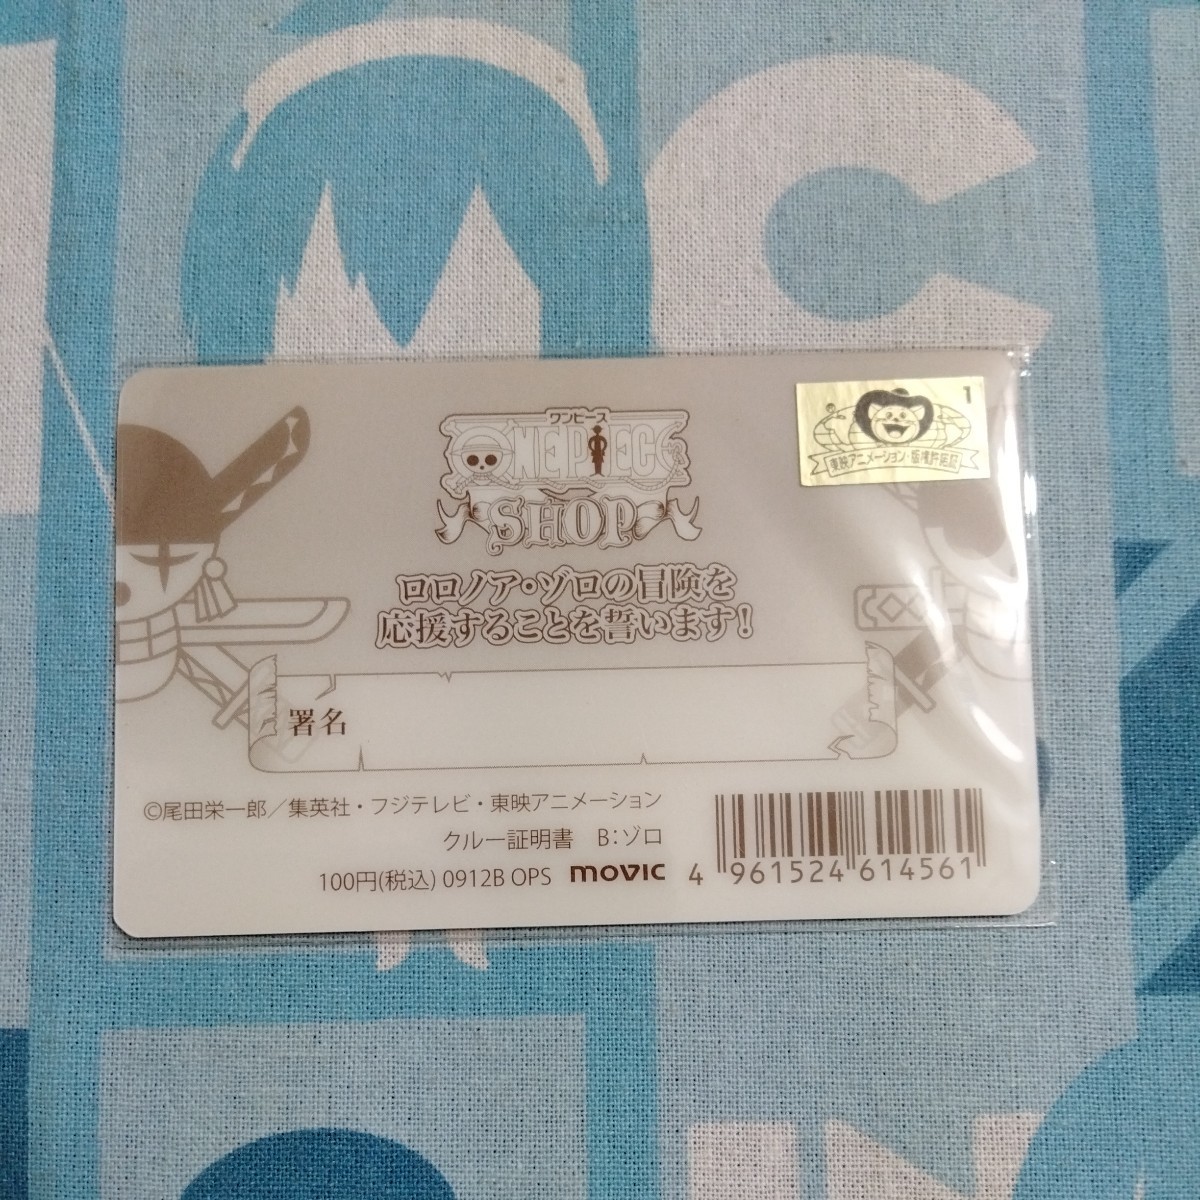 ワンピース
ONE PIECE
SHOP
1
東映アニメーション・版権許諾証
ロロノア・ゾロの冒険を
応援することを誓います!
署名
©尾田栄一郎/集英社・フジテレビ・東映アニメーション
クルー証明書 B:ゾロ
100円(税込) 0912B OPS movic
4 961524 614561